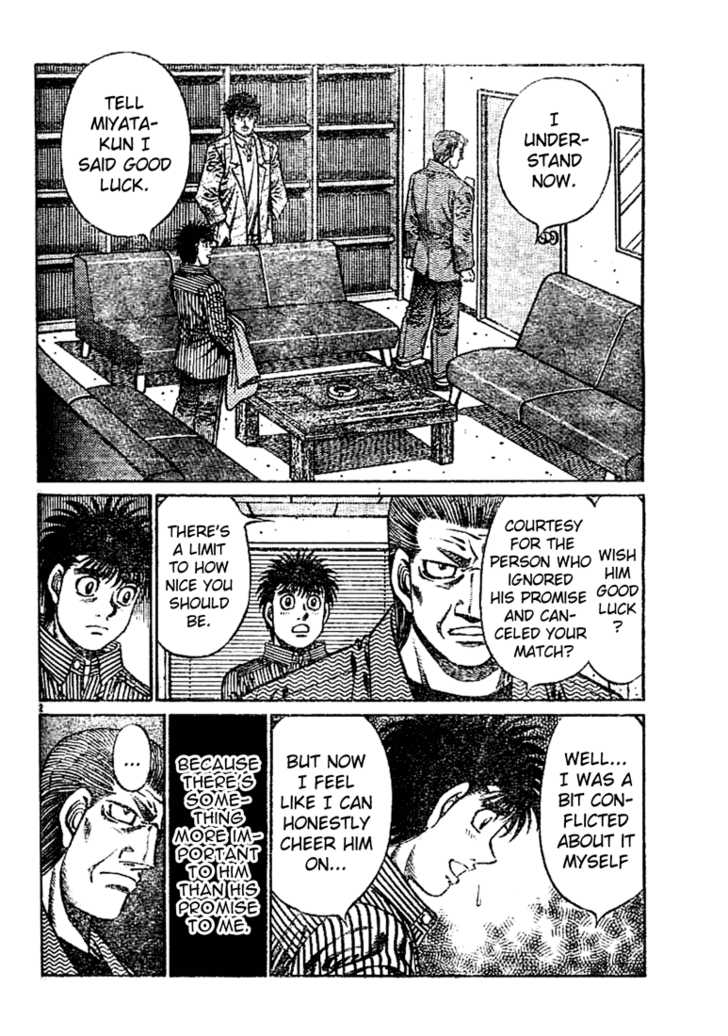 I
UNDER-
STAND
NOW.
TELL
MIYATA-
KUN I
SAID GOOD
LUCK.
WISH
HIM
GOOD
LUCK
?
COURTESY
FOR THE
PERSON WHO
IGNORED
HIS PROMISE
AND CAN-
CELED YOUR
MATCH?
THERE'S
A LIMIT
TO HOW
NICE YOU
SHOULD
BE.
2
WELL...
I WAS A
BIT CON-
FLICTED
ABOUT IT
MYSELF
BUT NOW
I FEEL
LIKE I CAN
HONESTLY
CHEER HIM
ON...
BECAUSE
THERE'S
SOME-
THING
MORE IM-
PORTANT
TO HIM
THAN HIS
PROMISE
TO ME.
...